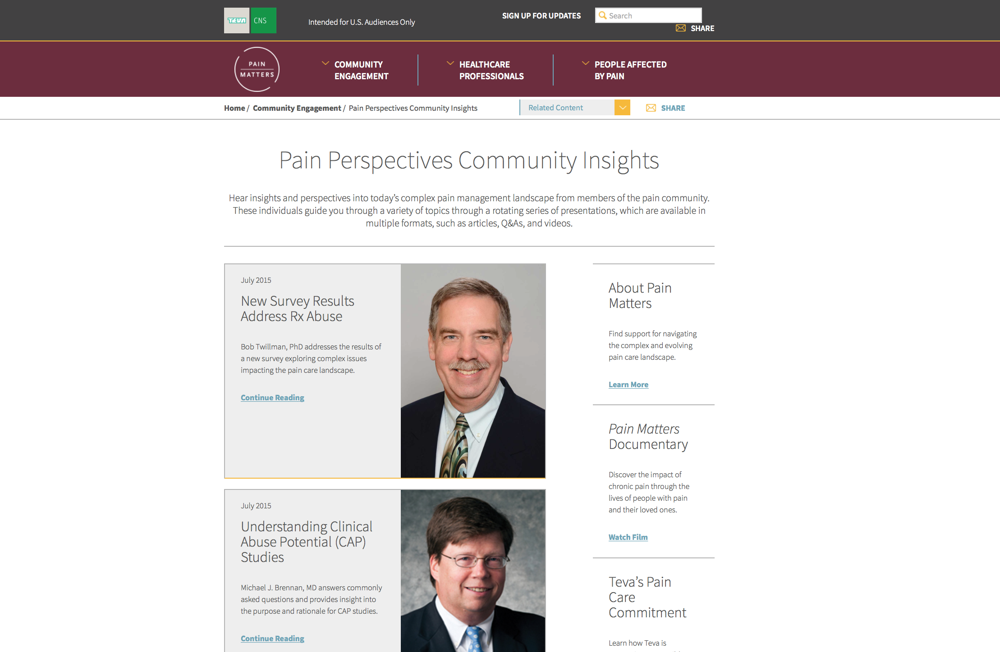 TEVA
CNS
Intended for U.S. Audiences Only
SIGN UP FOR UPDATES
Search
SHARE
PAIN
MATTERS
COMMUNITY
ENGAGEMENT
HEALTHCARE
PROFESSIONALS
PEOPLE AFFECTED
BY PAIN
Home / Community Engagement / Pain Perspectives Community Insights
Related Content
SHARE
Pain Perspectives Community Insights
Hear insights and perspectives into today’s complex pain management landscape from members of the pain community.
These individuals guide you through a variety of topics through a rotating series of presentations, which are available in
multiple formats, such as articles, Q&As, and videos.
July 2015
New Survey Results
Address Rx Abuse
Bob Twillman, PhD addresses the results of
a new survey exploring complex issues
impacting the pain care landscape.
Continue Reading
July 2015
Understanding Clinical
Abuse Potential (CAP)
Studies
Michael J. Brennan, MD answers commonly
asked questions and provides insight into
the purpose and rationale for CAP studies.
Continue Reading
About Pain
Matters
Find support for navigating
the complex and evolving
pain care landscape.
Learn More
Pain Matters
Documentary
Discover the impact of
chronic pain through the
lives of people with pain
and their loved ones.
Watch Film
Teva’s Pain
Care
Commitment
Learn how Teva is